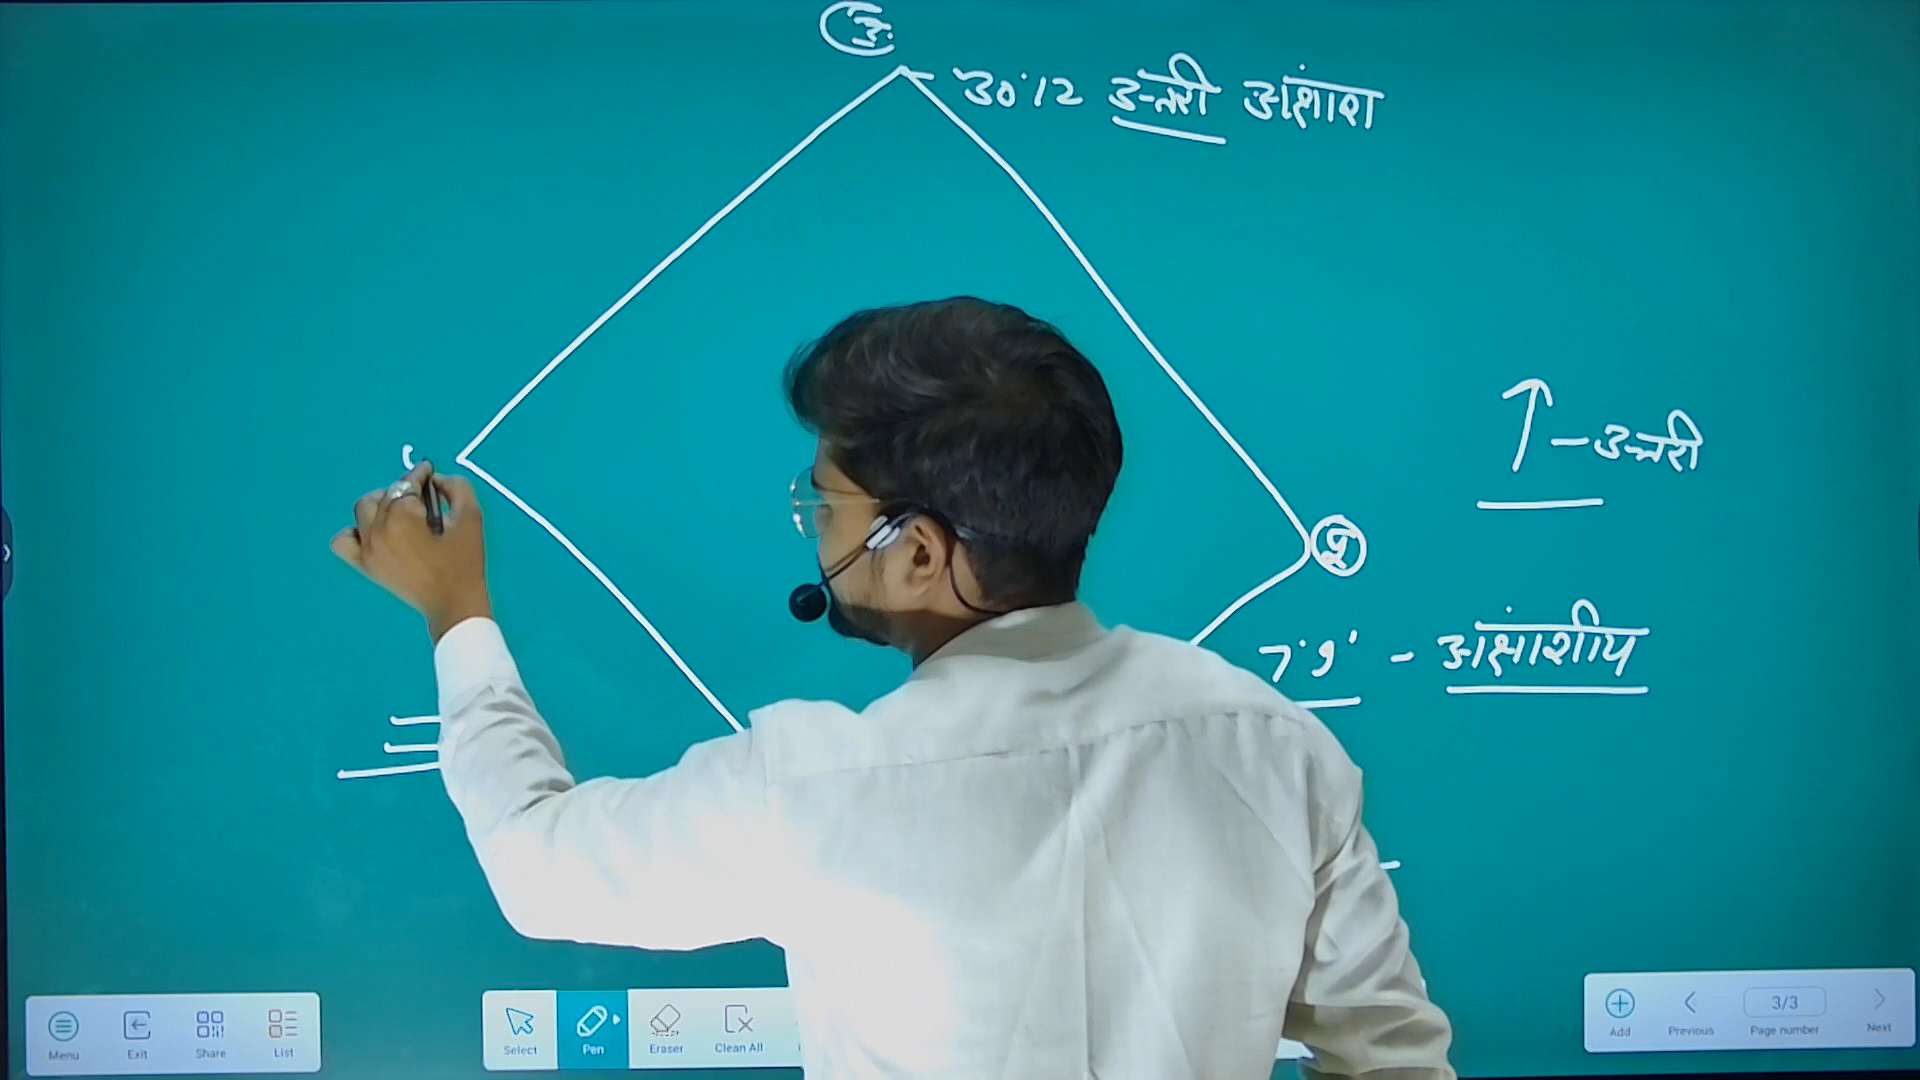 उ.
30°12 उत्तरी अक्षांश
↑ – उत्तरी
पू
7°9' – अक्षांशीय
Menu
Exit
Share
List
Select
Pen
Eraser
Clean All
Add
Previous
3/3
Page number
Next